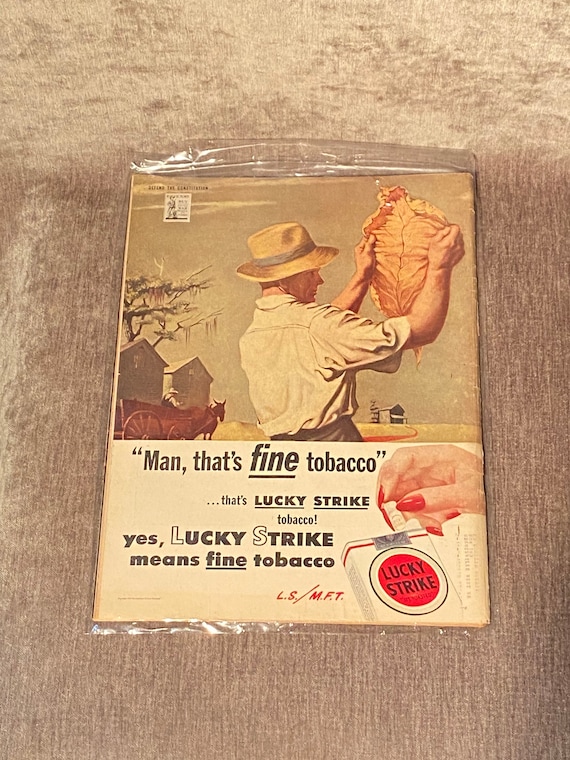 DEFEND THE CONSTITUTION
"Man, that's fine tobacco"
...that's LUCKY STRIKE
tobacco!
yes, LUCKY STRIKE
means fine tobacco
L.S./M.F.T.
LUCKY
STRIKE